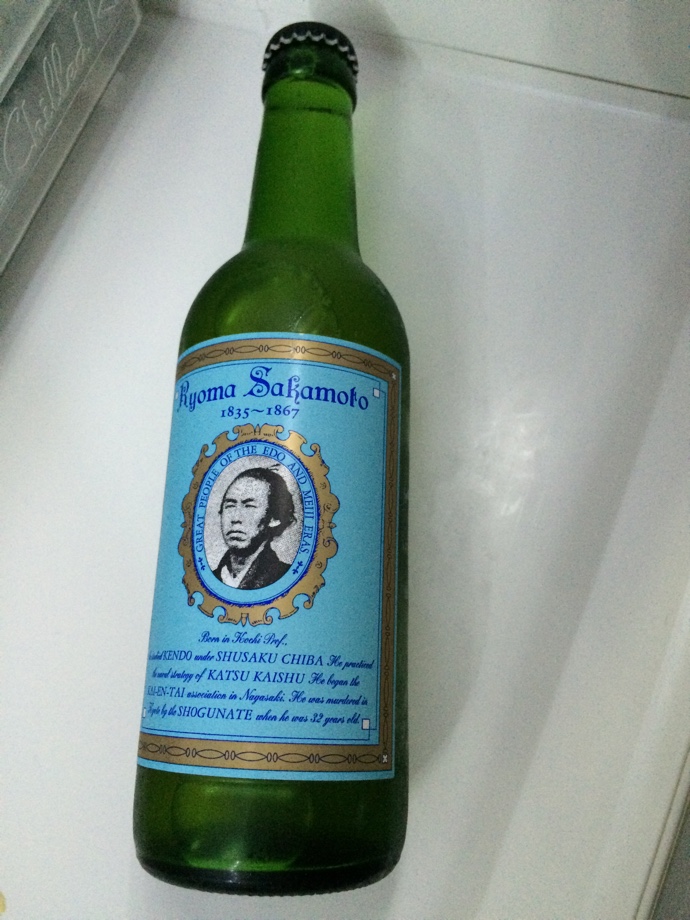 Chilled
Ryoma Sakamoto
1835~1867
GREAT PEOPLE OF THE EDO AND MEIJI ERAS
Born in Kochi Pref.,
KENDO under SHUSAKU CHIBA He practiced
the naval strategy of KATSU KAISHU He began the
KAI-EN-TAI association in Nagasaki. He was murdered in
Kyoto by the SHOGUNATE when he was 32 years old.